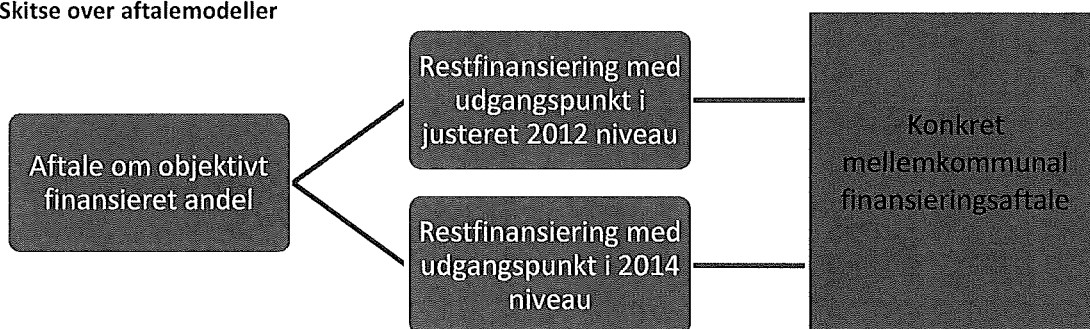 Skitse over aftalemodeller
Aftale om objektivt
finansieret andel
Restfinansiering med
udgangspunkt i
justeret 2012 niveau
Restfinansiering med
udgangspunkt i 2014
niveau
Konkret
mellemkommunal
finansieringsaftale